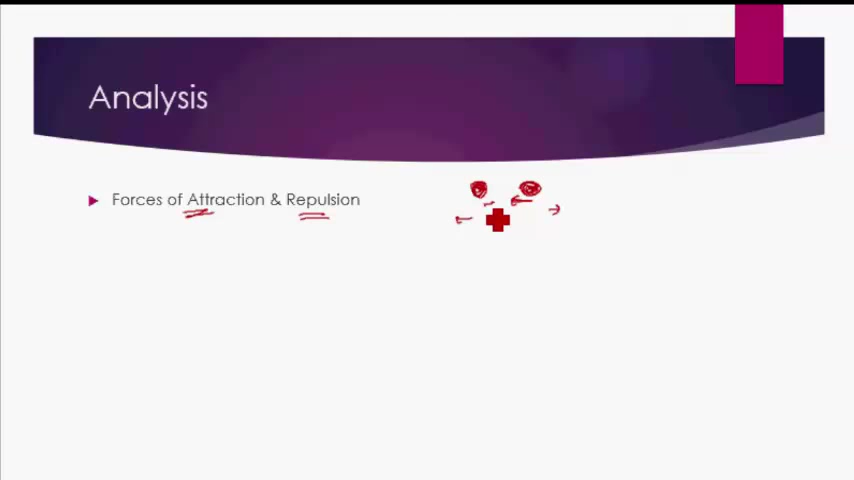 Analysis
Forces of Attraction & Repulsion